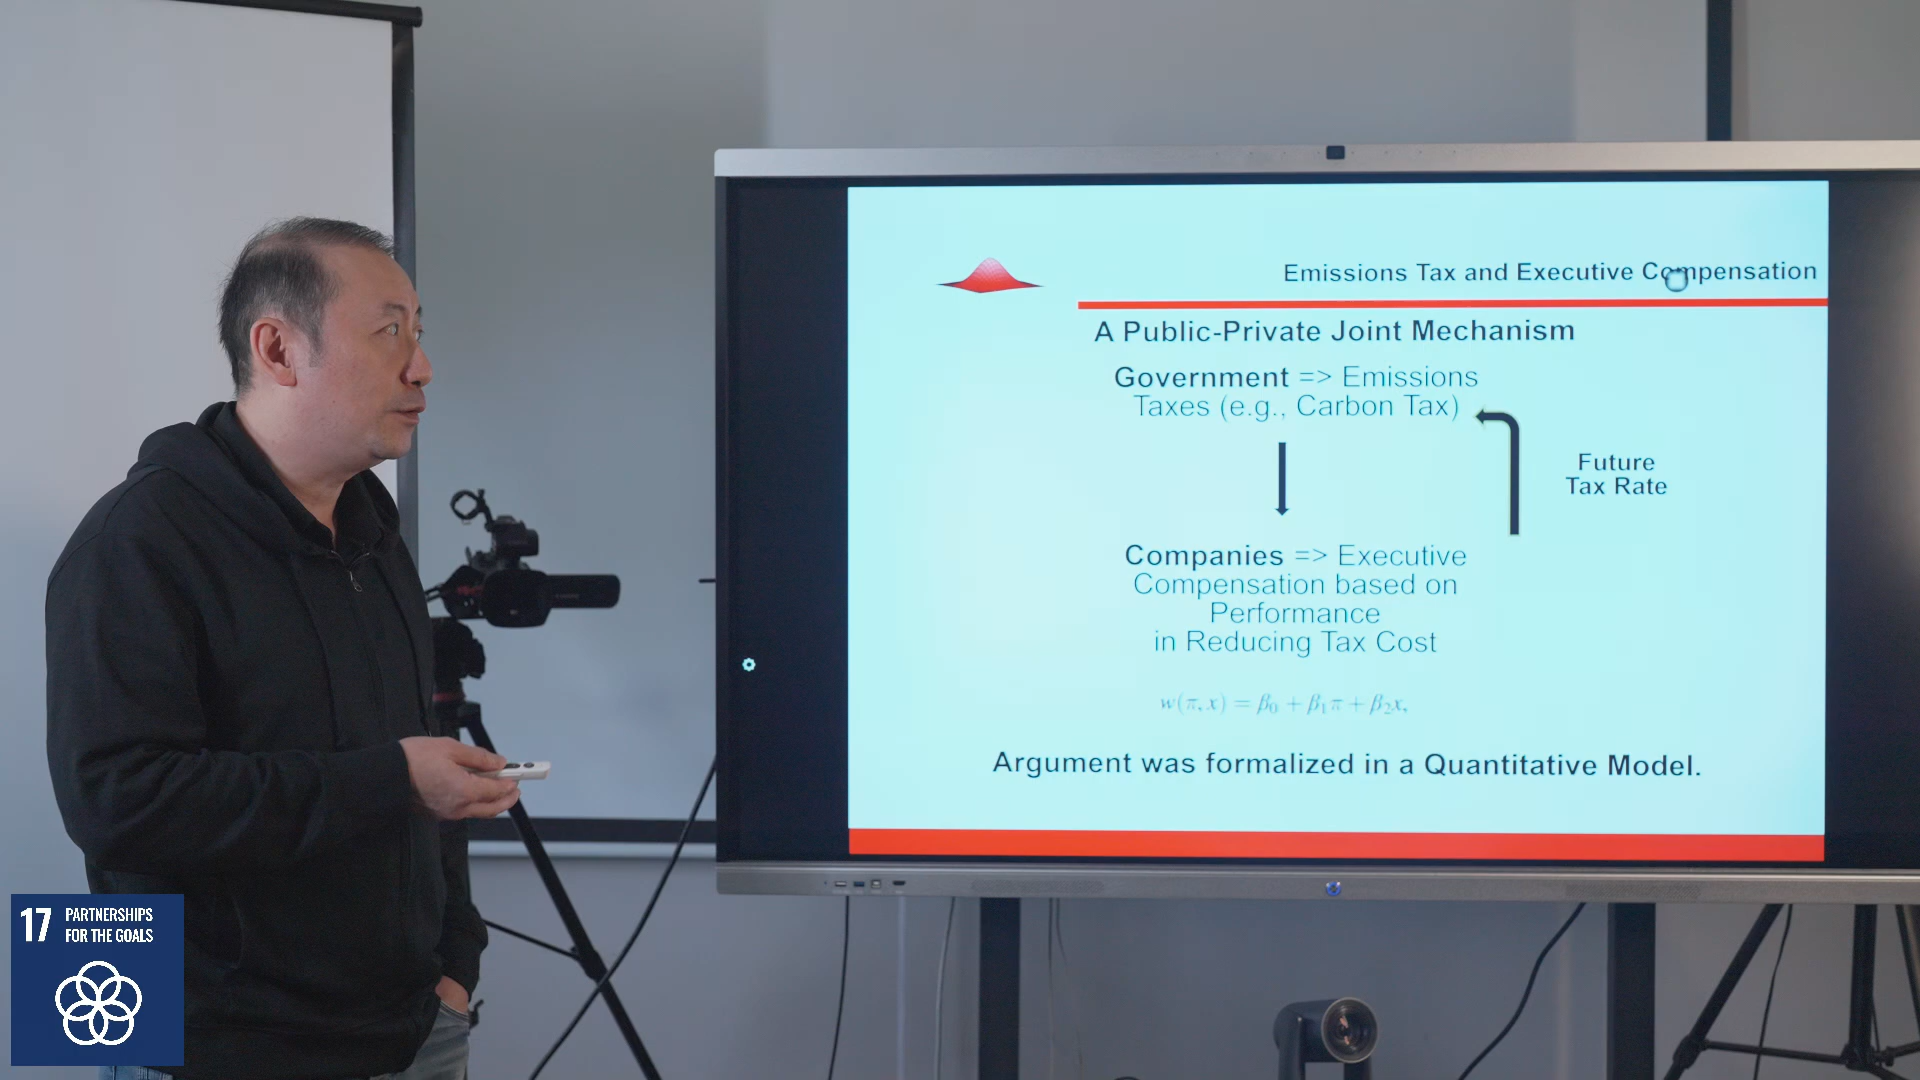 Emissions Tax and Executive Compensation
A Public-Private Joint Mechanism
Government => Emissions
Taxes (e.g., Carbon Tax)
Future
Tax Rate
Companies => Executive
Compensation based on
Performance
in Reducing Tax Cost
w(π, x) = β₀ + β₁π + β₂x,
Argument was formalized in a Quantitative Model.
17 PARTNERSHIPS
FOR THE GOALS